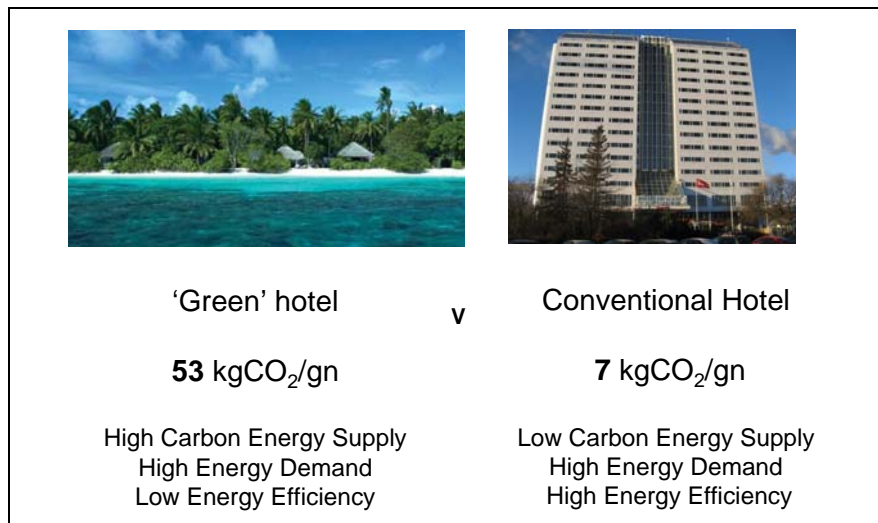 ‘Green’ hotel
v
Conventional Hotel
53 kgCO₂/gn
7 kgCO₂/gn
High Carbon Energy Supply
High Energy Demand
Low Energy Efficiency
Low Carbon Energy Supply
High Energy Demand
High Energy Efficiency